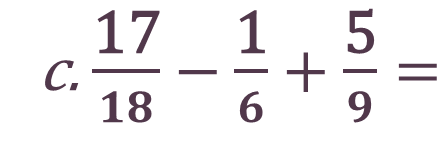 c. 17/18 − 1/6 + 5/9 =